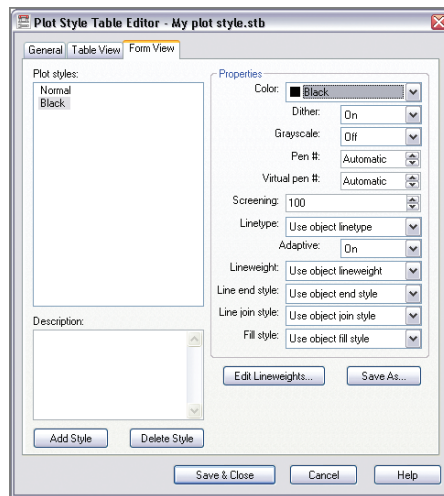 Plot Style Table Editor - My plot style.stb
General Table View Form View
Plot styles:
Normal
Black
Description:
Add Style Delete Style
Properties
Color: Black
Dither: On
Grayscale: Off
Pen #: Automatic
Virtual pen #: Automatic
Screening: 100
Linetype: Use object linetype
Adaptive: On
Lineweight: Use object lineweight
Line end style: Use object end style
Line join style: Use object join style
Fill style: Use object fill style
Edit Lineweights... Save As...
Save & Close Cancel Help